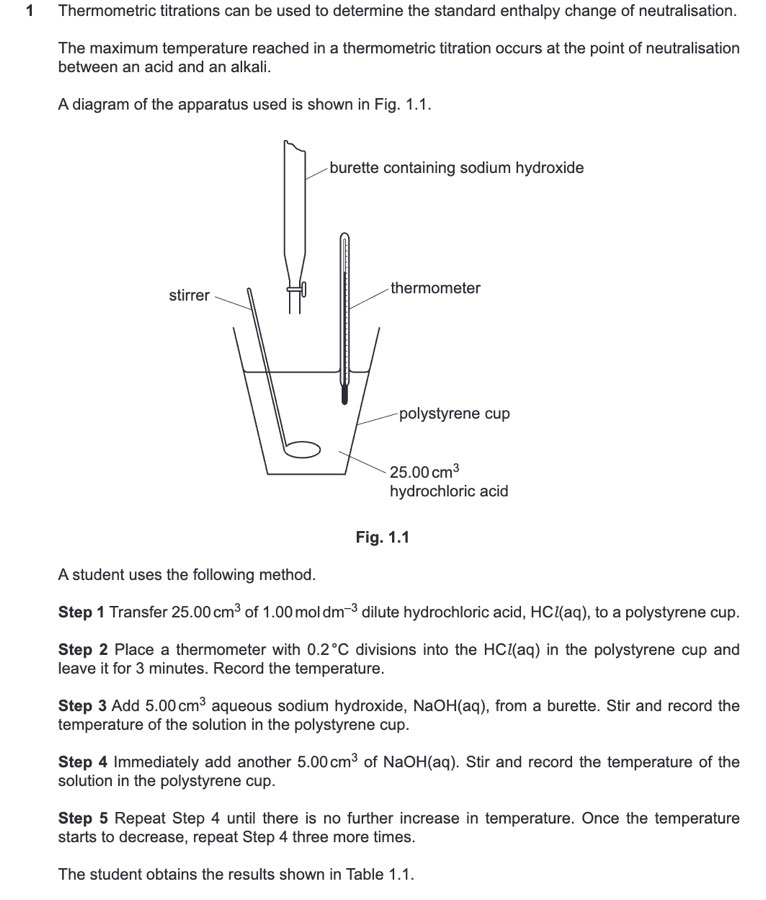 1 Thermometric titrations can be used to determine the standard enthalpy change of neutralisation.
The maximum temperature reached in a thermometric titration occurs at the point of neutralisation
between an acid and an alkali.
A diagram of the apparatus used is shown in Fig. 1.1.
burette containing sodium hydroxide
thermometer
stirrer
polystyrene cup
25.00 cm³
hydrochloric acid
Fig. 1.1
A student uses the following method.
Step 1 Transfer 25.00 cm³ of 1.00 mol dm⁻³ dilute hydrochloric acid, HCl(aq), to a polystyrene cup.
Step 2 Place a thermometer with 0.2 °C divisions into the HCl(aq) in the polystyrene cup and
leave it for 3 minutes. Record the temperature.
Step 3 Add 5.00 cm³ aqueous sodium hydroxide, NaOH(aq), from a burette. Stir and record the
temperature of the solution in the polystyrene cup.
Step 4 Immediately add another 5.00 cm³ of NaOH(aq). Stir and record the temperature of the
solution in the polystyrene cup.
Step 5 Repeat Step 4 until there is no further increase in temperature. Once the temperature
starts to decrease, repeat Step 4 three more times.
The student obtains the results shown in Table 1.1.